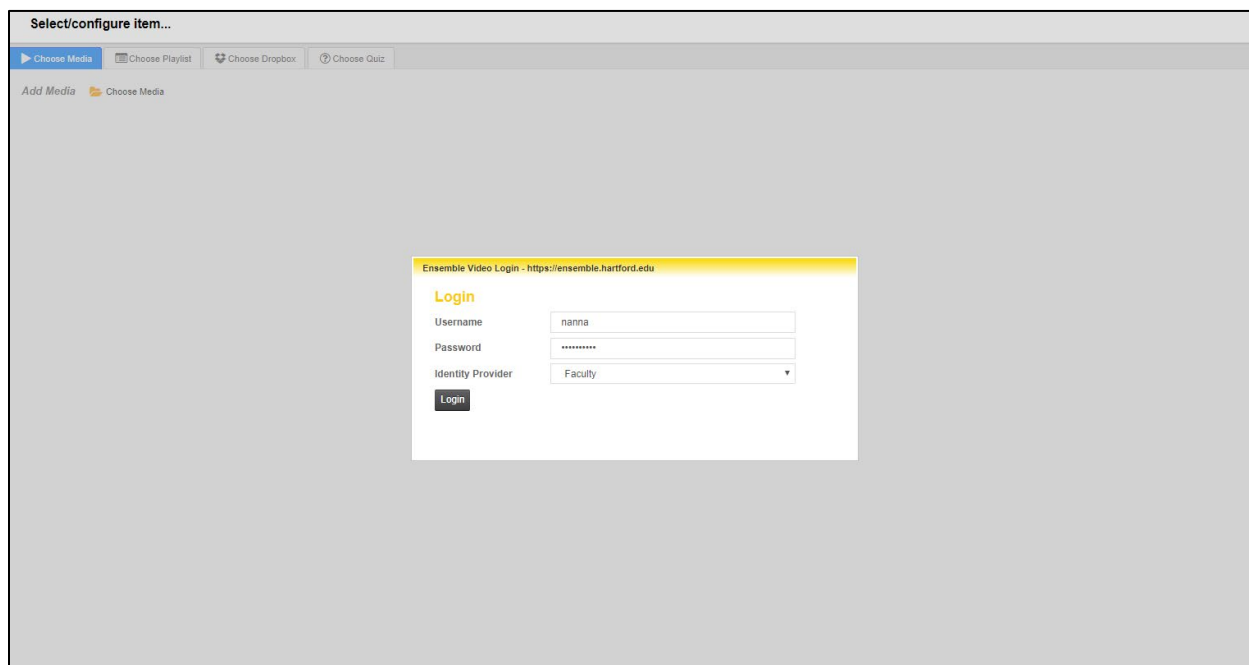 Select/configure item...
Choose Media Choose Playlist Choose Dropbox Choose Quiz
Add Media Choose Media
Ensemble Video Login - https://ensemble.hartford.edu
Login
Username nanna
Password ••••••••••
Identity Provider Faculty
Login